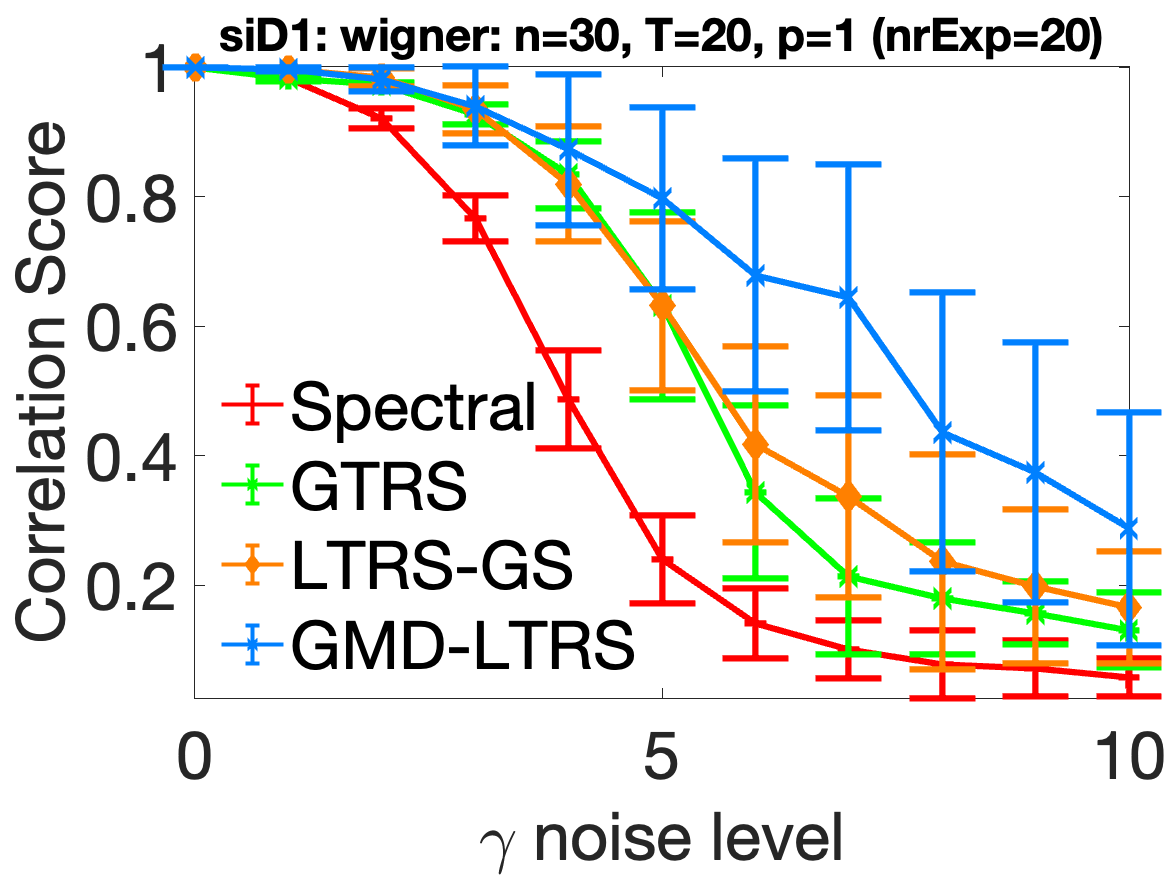 siD1: wigner: n=30, T=20, p=1 (nrExp=20)
Correlation Score
1
0.8
0.6
0.4
0.2
Spectral
GTRS
LTRS-GS
GMD-LTRS
0 5 10
γ noise level